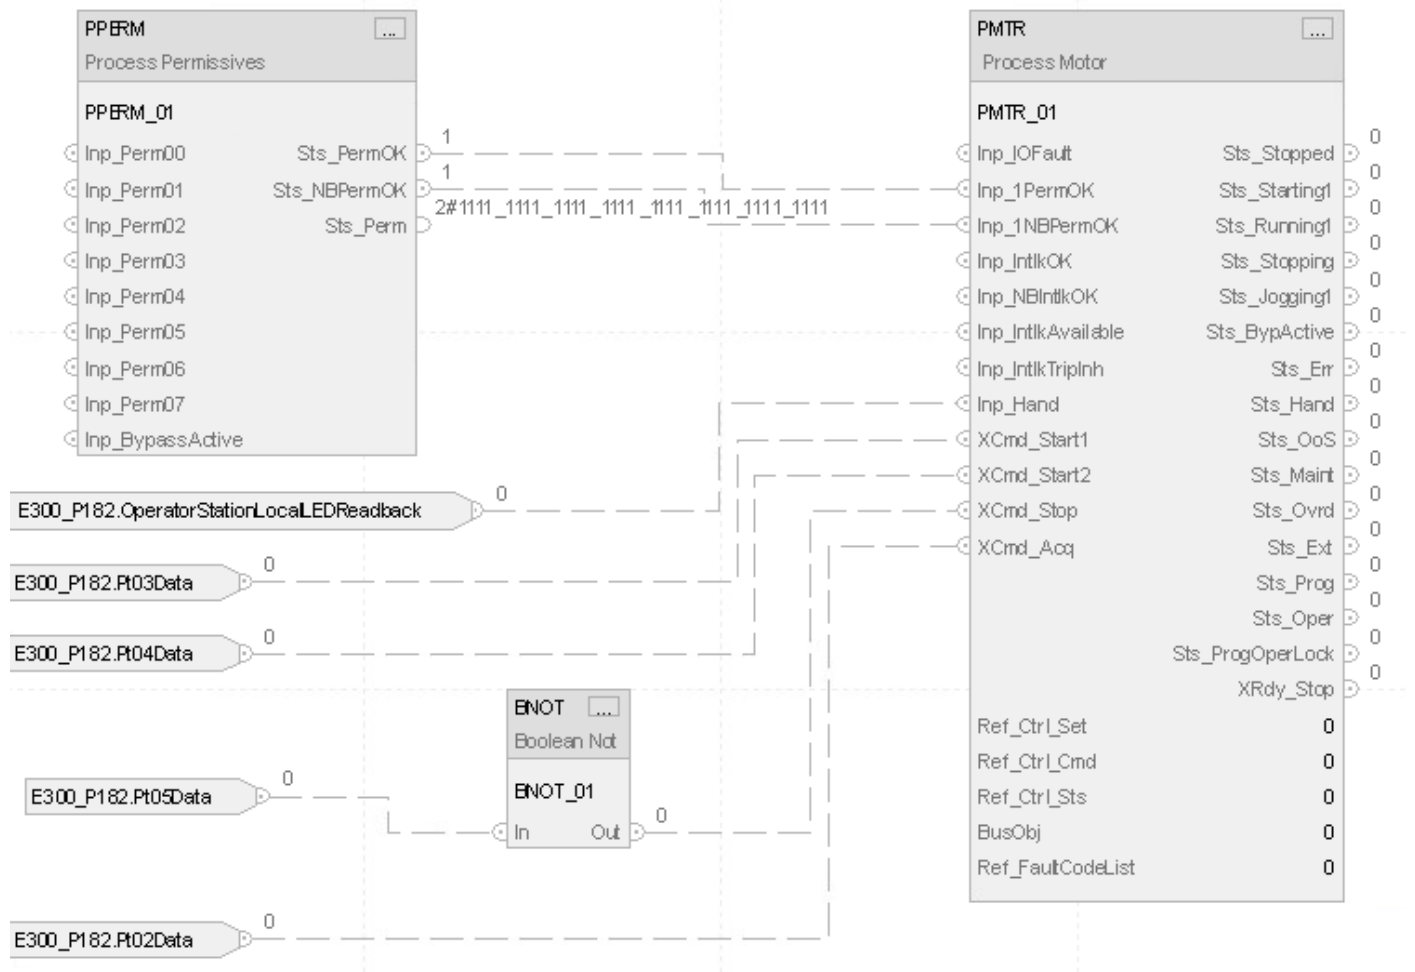 PPERM ...
Process Permissives
PPERM_01
Inp_Perm00 Sts_PermOK 1
Inp_Perm01 Sts_NBPermOK 1
Inp_Perm02 Sts_Perm 2#1111_1111_1111_1111_1111_1111_1111_1111
Inp_Perm03
Inp_Perm04
Inp_Perm05
Inp_Perm06
Inp_Perm07
Inp_BypassActive
E300_P182.OperatorStationLocalLEDReadback 0
E300_P182.Pt03Data 0
E300_P182.Pt04Data 0
E300_P182.Pt05Data 0
BNOT ...
Boolean Not
BNOT_01
In Out 0
E300_P182.Pt02Data 0
PMTR ...
Process Motor
PMTR_01
Inp_IOFault Sts_Stopped 0
Inp_1PermOK Sts_Starting1 0
Inp_1NBPermOK Sts_Running1 0
Inp_IntlkOK Sts_Stopping 0
Inp_NBIntlkOK Sts_Jogging1 0
Inp_IntlkAvailable Sts_BypActive 0
Inp_IntlkTripInh Sts_Err 0
Inp_Hand Sts_Hand 0
XCmd_Start1 Sts_OoS 0
XCmd_Start2 Sts_Maint 0
XCmd_Stop Sts_Ovrd 0
XCmd_Acq Sts_Ext 0
Sts_Prog 0
Sts_Oper 0
Sts_ProgOperLock 0
XRdy_Stop 0
Ref_Ctrl_Set 0
Ref_Ctrl_Cmd 0
Ref_Ctrl_Sts 0
BusObj 0
Ref_FaultCodeList 0